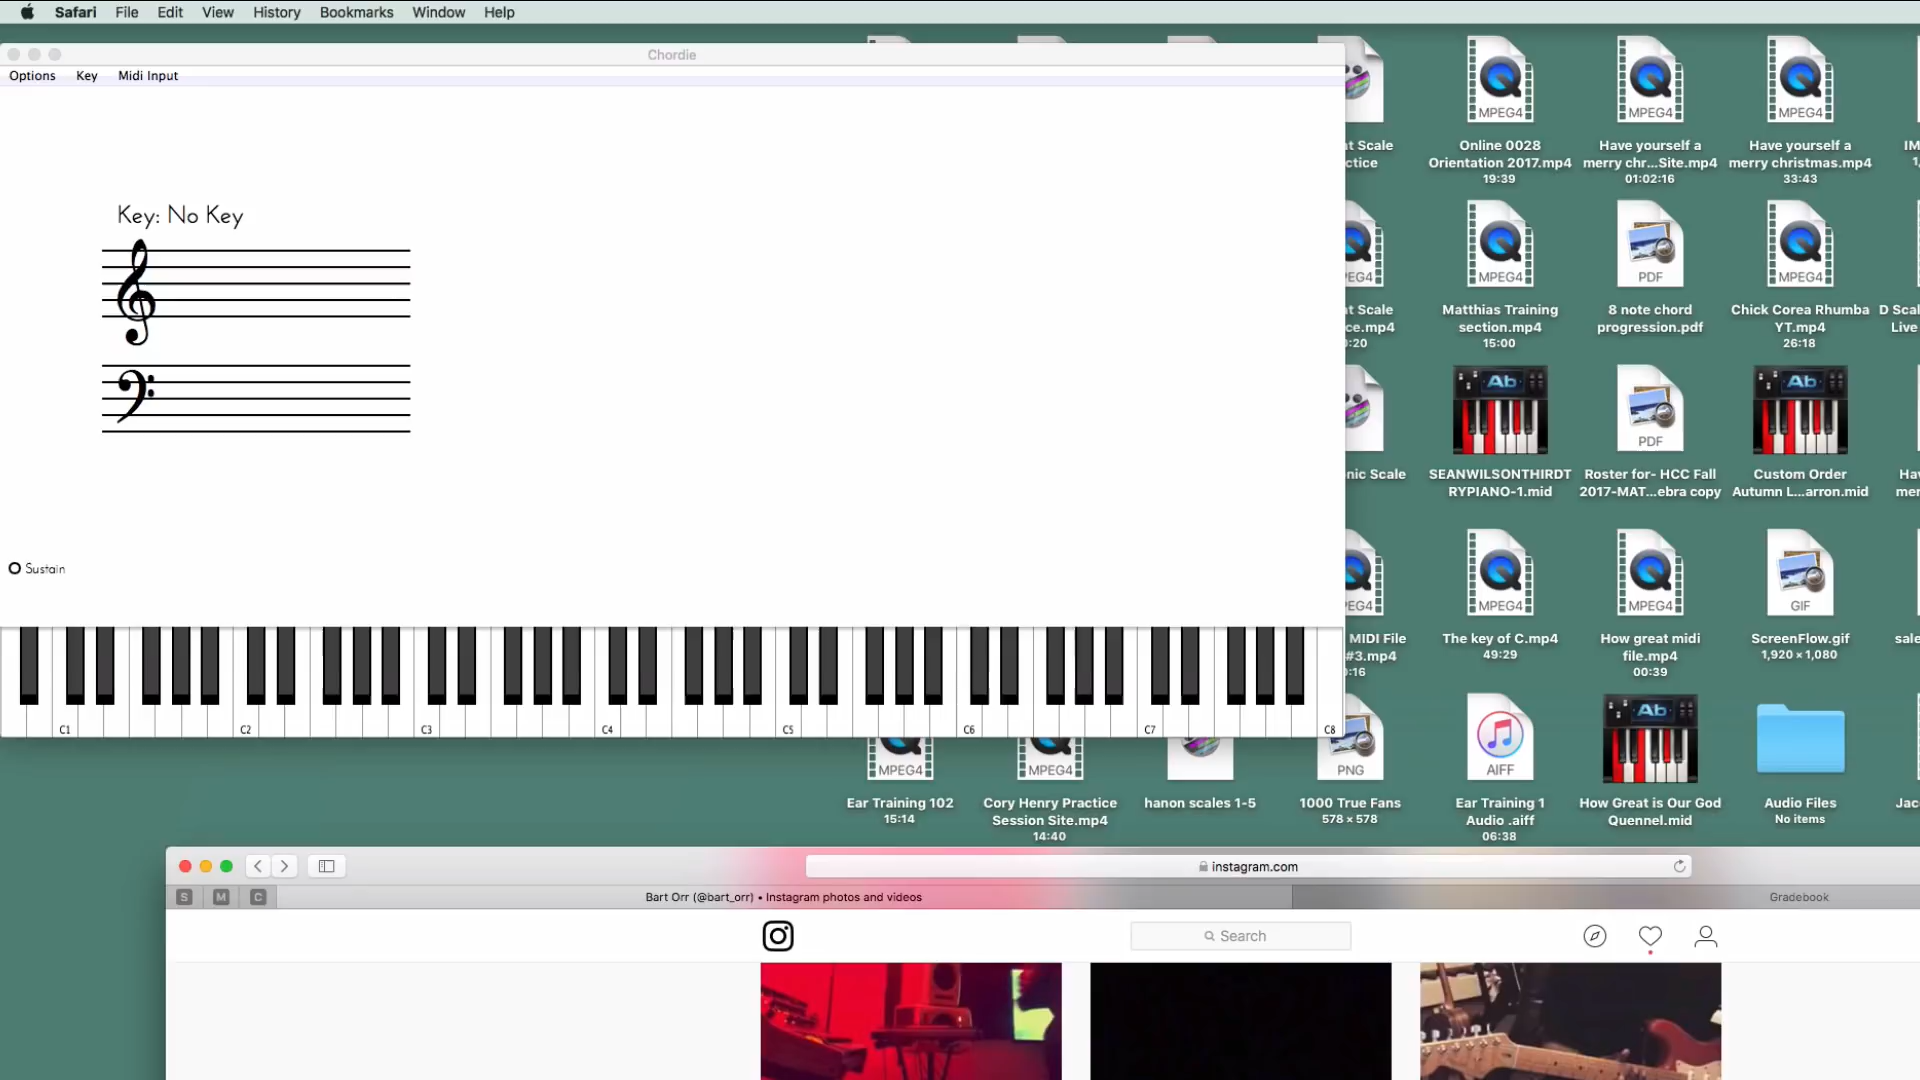 Safari File Edit View History Bookmarks Window Help
Chordie
Options Key Midi Input
Key: No Key
Sustain
C1 C2 C3 C4 C5 C6 C7 C8
MPEG4 MPEG4 MPEG4
Online 0028
Orientation 2017.mp4
19:39
Have yourself a
merry chr...Site.mp4
01:02:16
Have yourself a
merry christmas.mp4
33:43
MPEG4 PDF MPEG4
Matthias Training
section.mp4
15:00
8 note chord
progression.pdf
Chick Corea Rhumba
YT.mp4
26:18
D Scal
Live
Ab PDF Ab
nic Scale
SEANWILSONTHIRDT
RYPIANO-1.mid
Roster for- HCC Fall
2017-MAT...ebra copy
Custom Order
Autumn L...arron.mid
MPEG4 MPEG4 GIF
MIDI File
#3.mp4
The key of C.mp4
49:29
How great midi
file.mp4
00:39
ScreenFlow.gif
1,920 × 1,080
MPEG4 MPEG4 PNG AIFF Ab
Ear Training 102
15:14
Cory Henry Practice
Session Site.mp4
14:40
hanon scales 1-5
1000 True Fans
578 × 578
Ear Training 1
Audio .aiff
06:38
How Great is Our God
Quennel.mid
Audio Files
No items
instagram.com
S M C
Bart Orr (@bart_orr) • Instagram photos and videos
Gradebook
Search